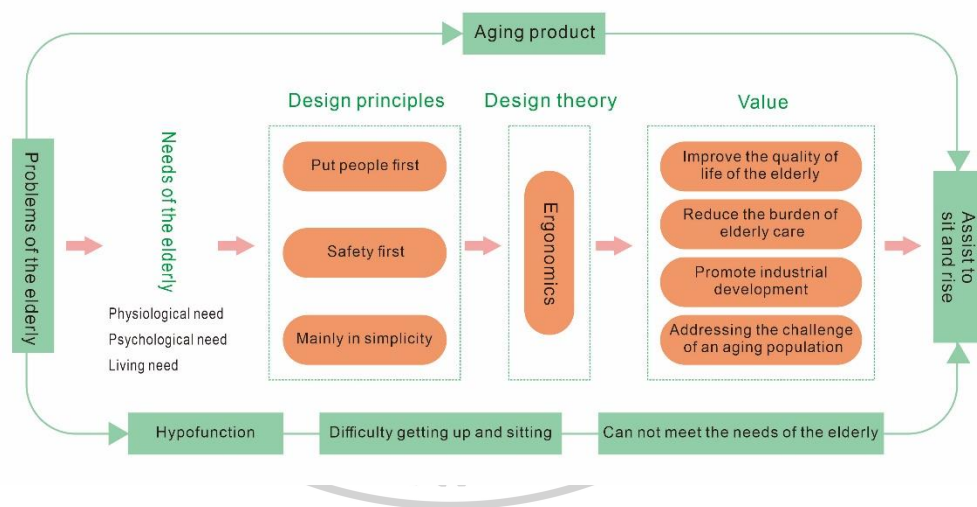 Aging product
Problems of the elderly
Needs of the elderly
Physiological need
Psychological need
Living need
Design principles
Put people first
Safety first
Mainly in simplicity
Design theory
Ergonomics
Value
Improve the quality of
life of the elderly
Reduce the burden of
elderly care
Promote industrial
development
Addressing the challenge
of an aging population
Assist to
sit and rise
Hypofunction
Difficulty getting up and sitting
Can not meet the needs of the elderly